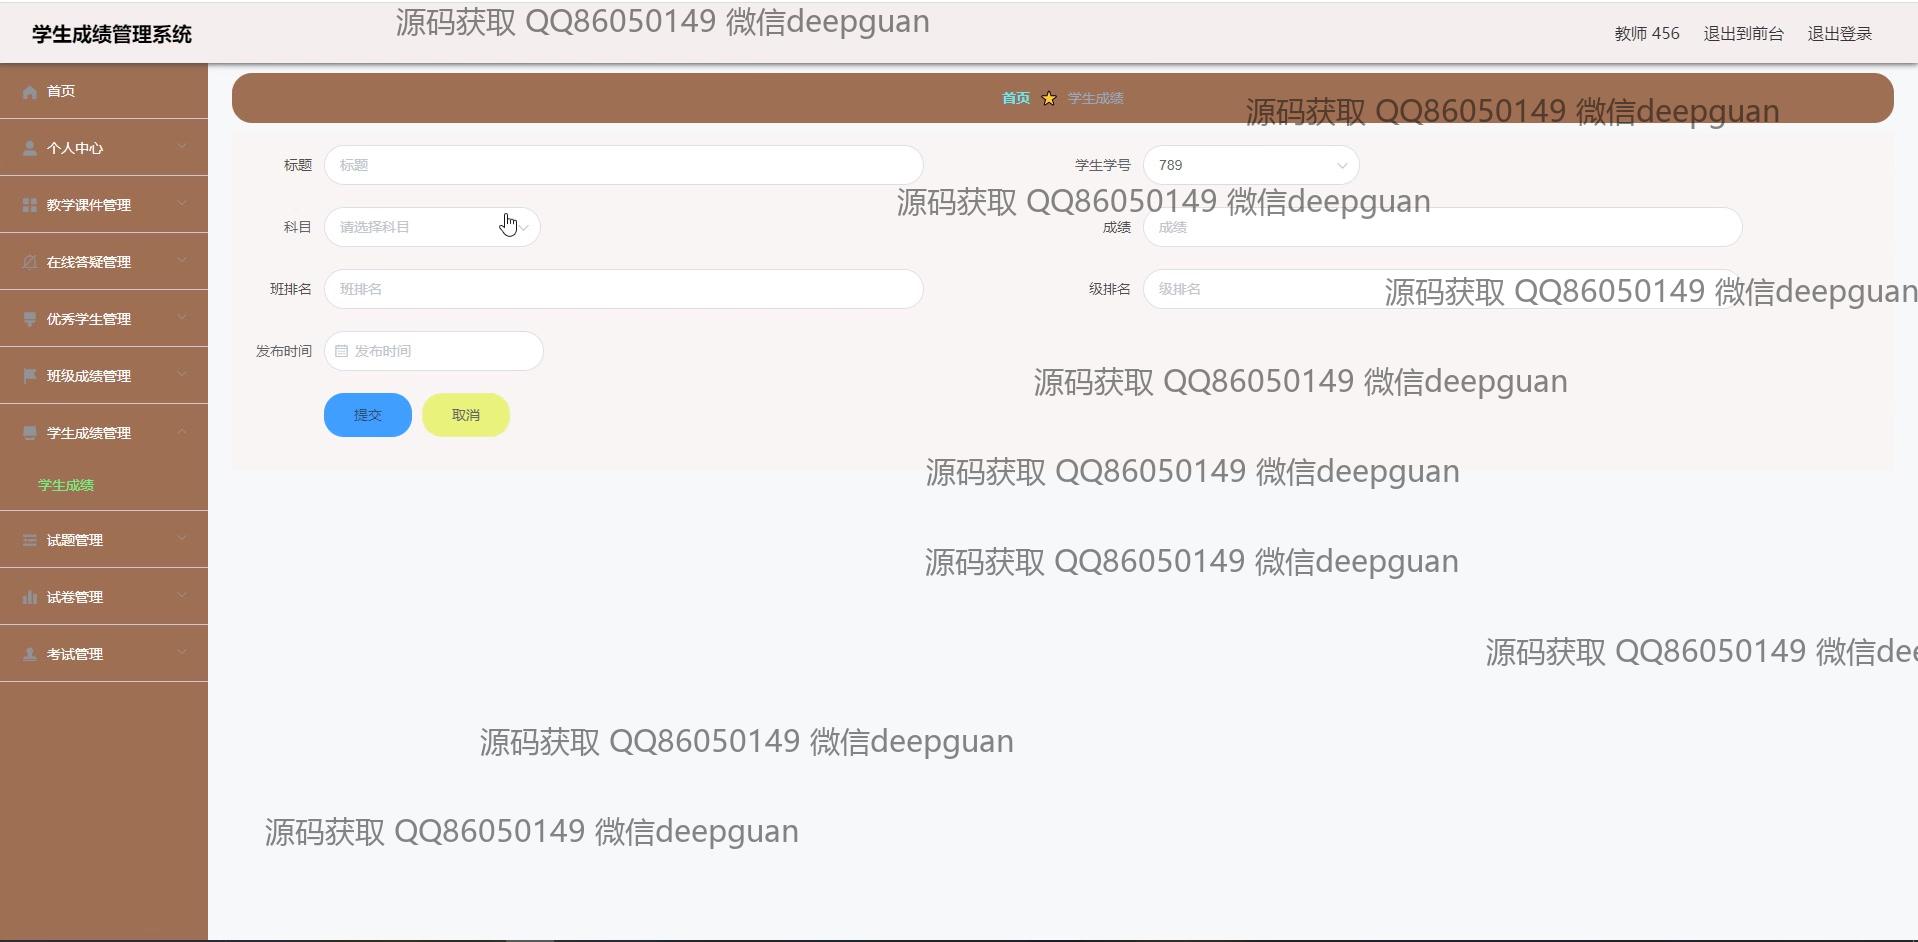 学生成绩管理系统
源码获取 QQ86050149 微信deepguan
教师 456 退出到前台 退出登录
首页
个人中心
教学课件管理
在线答疑管理
优秀学生管理
班级成绩管理
学生成绩管理
学生成绩
试题管理
试卷管理
考试管理
首页 学生成绩
源码获取 QQ86050149 微信deepguan
标题 标题
学生学号 789
源码获取 QQ86050149 微信deepguan
科目 请选择科目
成绩 成绩
班排名 班排名
级排名 级排名
源码获取 QQ86050149 微信deepguan
发布时间 发布时间
源码获取 QQ86050149 微信deepguan
提交 取消
源码获取 QQ86050149 微信deepguan
源码获取 QQ86050149 微信deepguan
源码获取 QQ86050149 微信dee
源码获取 QQ86050149 微信deepguan
源码获取 QQ86050149 微信deepguan